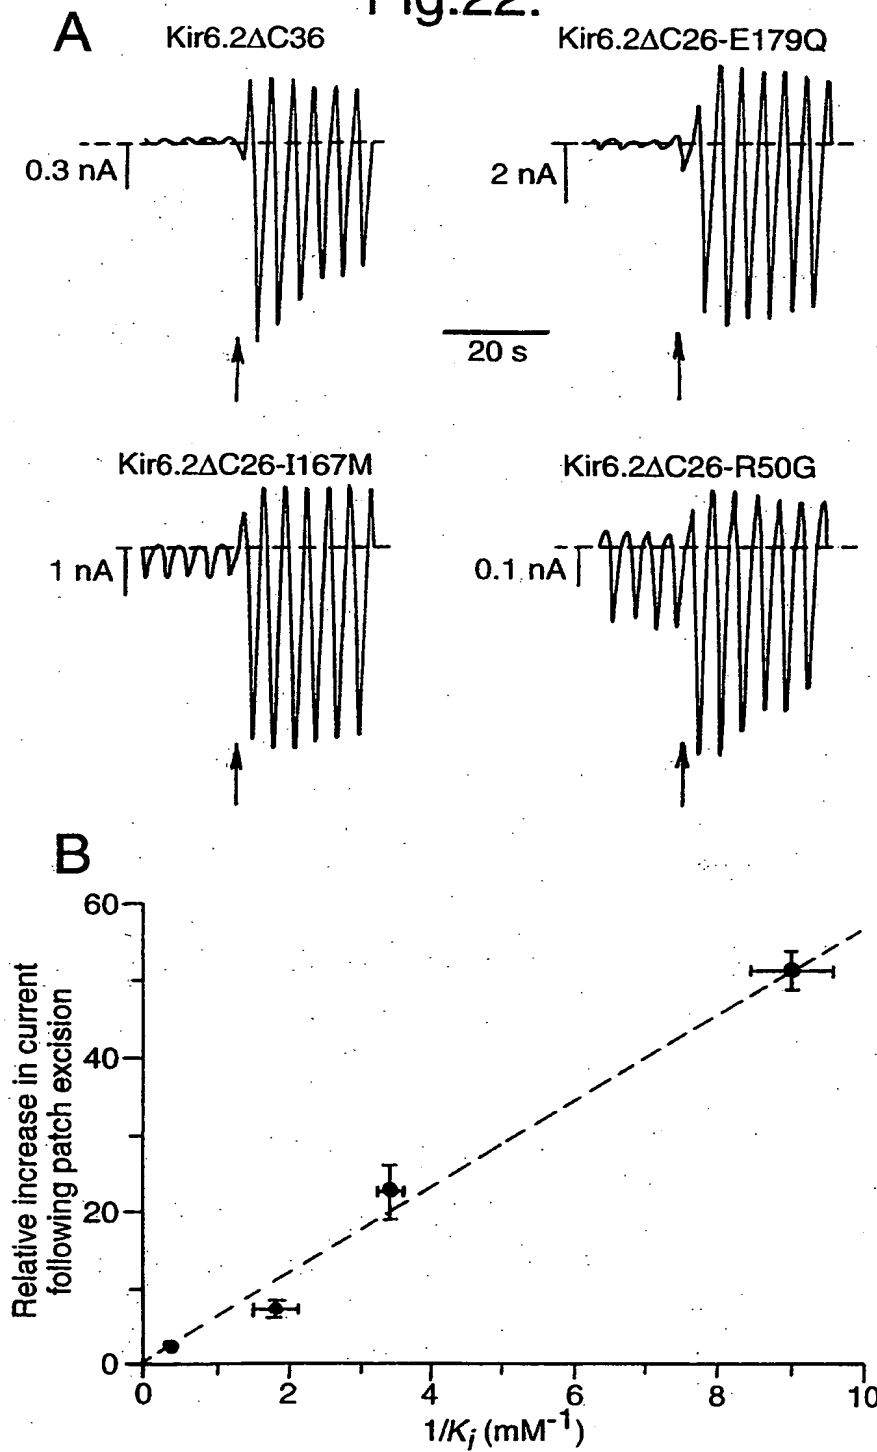 Fig.22.
A
Kir6.2ΔC36
Kir6.2ΔC26-E179Q
0.3 nA
2 nA
20 s
Kir6.2ΔC26-I167M
Kir6.2ΔC26-R50G
1 nA
0.1 nA
B
Relative increase in current
following patch excision
60
40
20
0
0 2 4 6 8 10
1/Ki (mM-1)